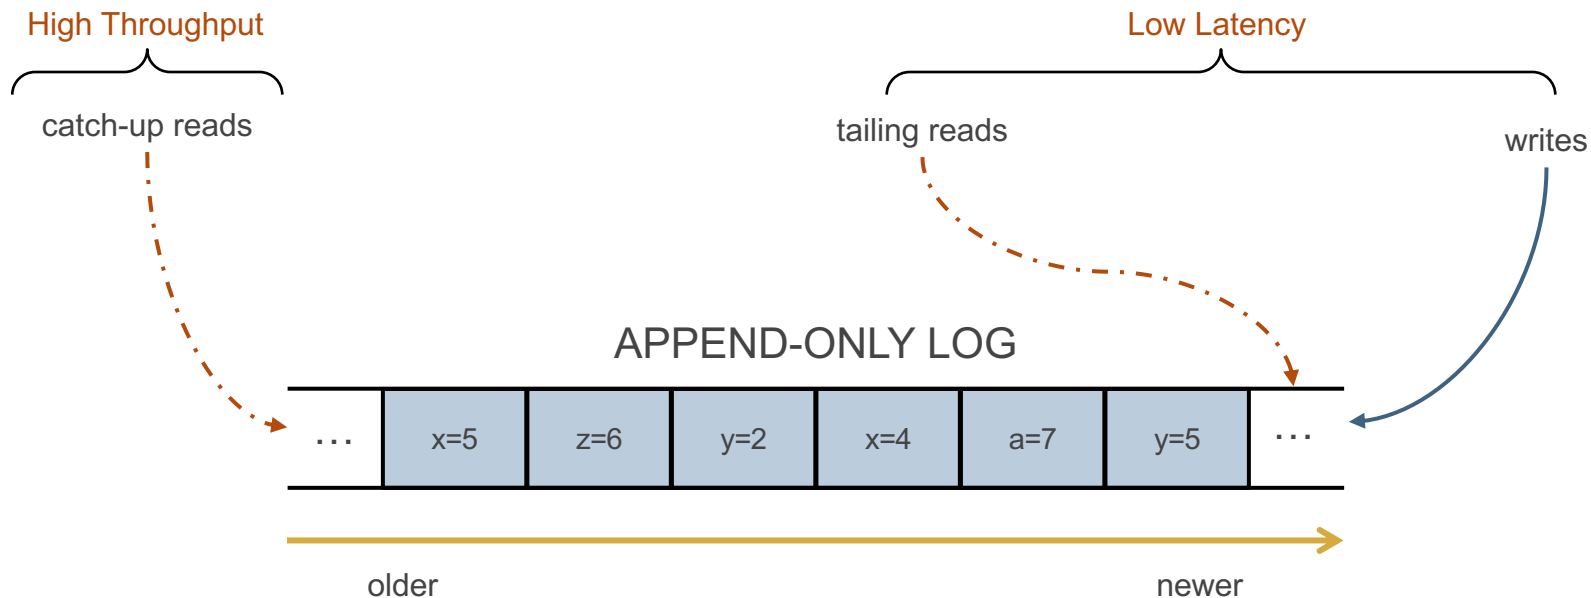 High Throughput
Low Latency
catch-up reads
tailing reads
writes
APPEND-ONLY LOG
... x=5 z=6 y=2 x=4 a=7 y=5 ...
older
newer